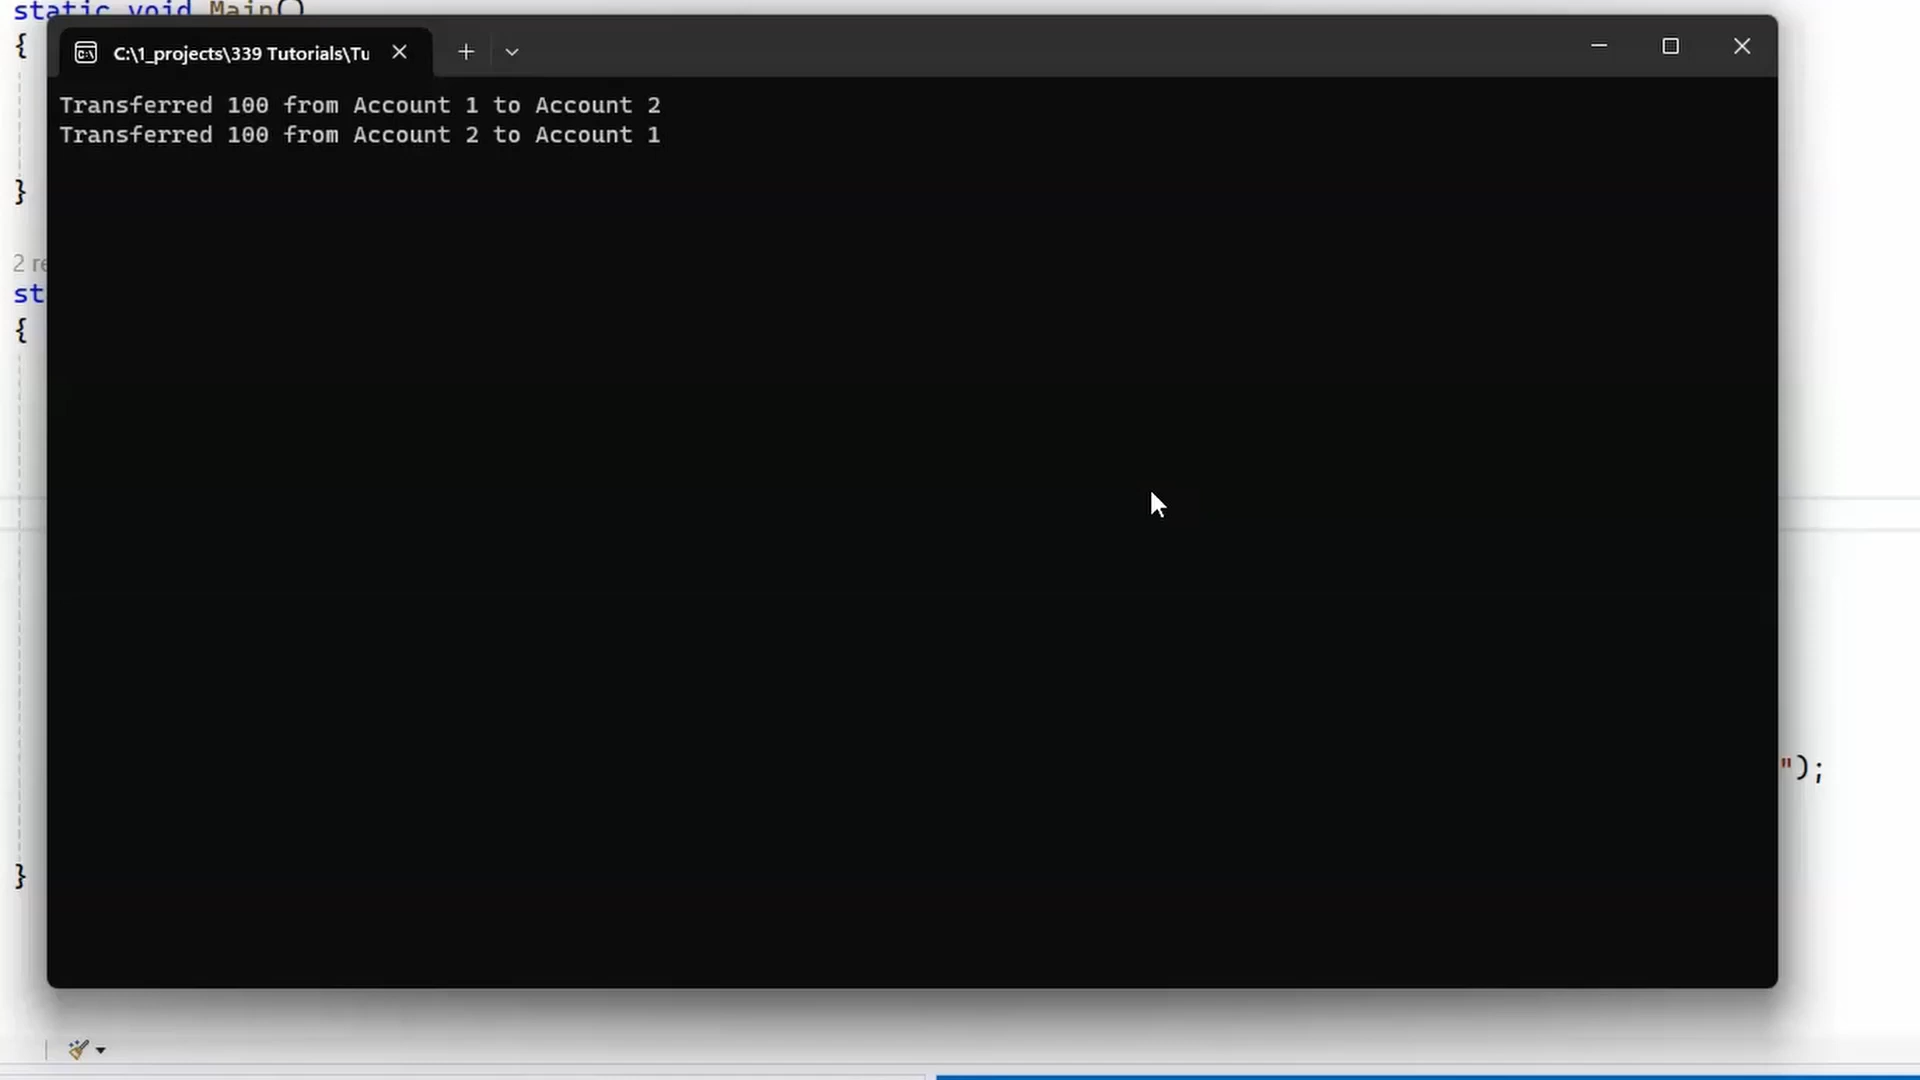 static void Main()
{
C:\1_projects\339 Tutorials\Tu
Transferred 100 from Account 1 to Account 2
Transferred 100 from Account 2 to Account 1
}
2 re
st
{
");
}